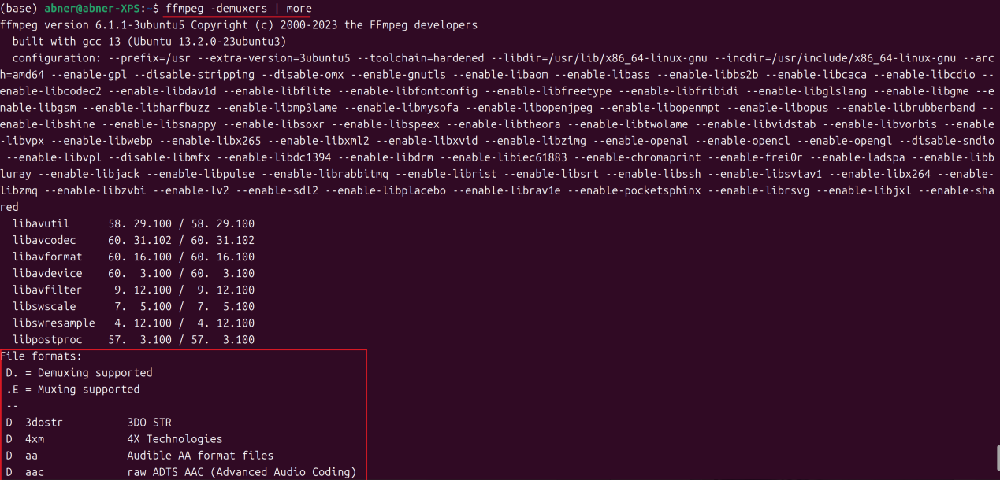 (base) abner@abner-XPS:~$ ffmpeg -demuxers | more
ffmpeg version 6.1.1-3ubuntu5 Copyright (c) 2000-2023 the FFmpeg developers
  built with gcc 13 (Ubuntu 13.2.0-23ubuntu3)
  configuration: --prefix=/usr --extra-version=3ubuntu5 --toolchain=hardened --libdir=/usr/lib/x86_64-linux-gnu --incdir=/usr/include/x86_64-linux-gnu --arc
h=amd64 --enable-gpl --disable-stripping --disable-omx --enable-gnutls --enable-libaom --enable-libass --enable-libbs2b --enable-libcaca --enable-libcdio --
enable-libcodec2 --enable-libdav1d --enable-libflite --enable-libfontconfig --enable-libfreetype --enable-libfribidi --enable-libglslang --enable-libgme --e
nable-libgsm --enable-libharfbuzz --enable-libmp3lame --enable-libmysofa --enable-libopenjpeg --enable-libopenmpt --enable-libopus --enable-librubberband --
enable-libshine --enable-libsnappy --enable-libsoxr --enable-libspeex --enable-libtheora --enable-libtwolame --enable-libvidstab --enable-libvorbis --enable
-libvpx --enable-libwebp --enable-libx265 --enable-libxml2 --enable-libxvid --enable-libzimg --enable-openal --enable-opencl --enable-opengl --disable-sndio
 --enable-libvpl --disable-libmfx --enable-libdc1394 --enable-libdrm --enable-libiec61883 --enable-chromaprint --enable-frei0r --enable-ladspa --enable-libb
luray --enable-libjack --enable-libpulse --enable-librabbitmq --enable-librist --enable-libsrt --enable-libssh --enable-libsvtav1 --enable-libx264 --enable-
libzmq --enable-libzvbi --enable-lv2 --enable-sdl2 --enable-libplacebo --enable-librav1e --enable-pocketsphinx --enable-librsvg --enable-libjxl --enable-sha
red
  libavutil      58. 29.100 / 58. 29.100
  libavcodec     60. 31.102 / 60. 31.102
  libavformat    60. 16.100 / 60. 16.100
  libavdevice    60.  3.100 / 60.  3.100
  libavfilter     9. 12.100 /  9. 12.100
  libswscale      7.  5.100 /  7.  5.100
  libswresample   4. 12.100 /  4. 12.100
  libpostproc    57.  3.100 / 57.  3.100
File formats:
 D. = Demuxing supported
 .E = Muxing supported
 --
 D  3dostr          3DO STR
 D  4xm             4X Technologies
 D  aa              Audible AA format files
 D  aac             raw ADTS AAC (Advanced Audio Coding)